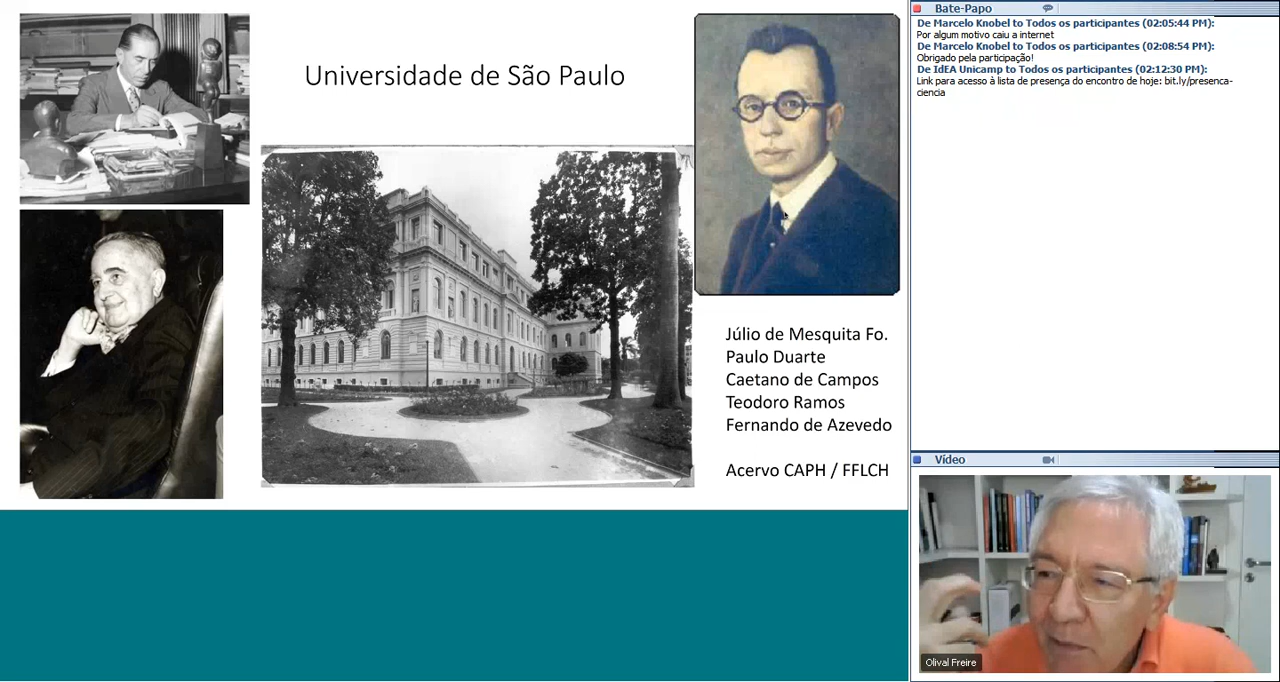 Universidade de São Paulo
Júlio de Mesquita Fo.
Paulo Duarte
Caetano de Campos
Teodoro Ramos
Fernando de Azevedo
Acervo CAPH / FFLCH
Bate-Papo
De Marcelo Knobel to Todos os participantes (02:05:44 PM):
Por algum motivo caiu a internet
De Marcelo Knobel to Todos os participantes (02:08:54 PM):
Obrigado pela participação!
De IdEA Unicamp to Todos os participantes (02:12:30 PM):
Link para acesso à lista de presença do encontro de hoje: bit.ly/presenca-
ciencia
Vídeo
Olival Freire